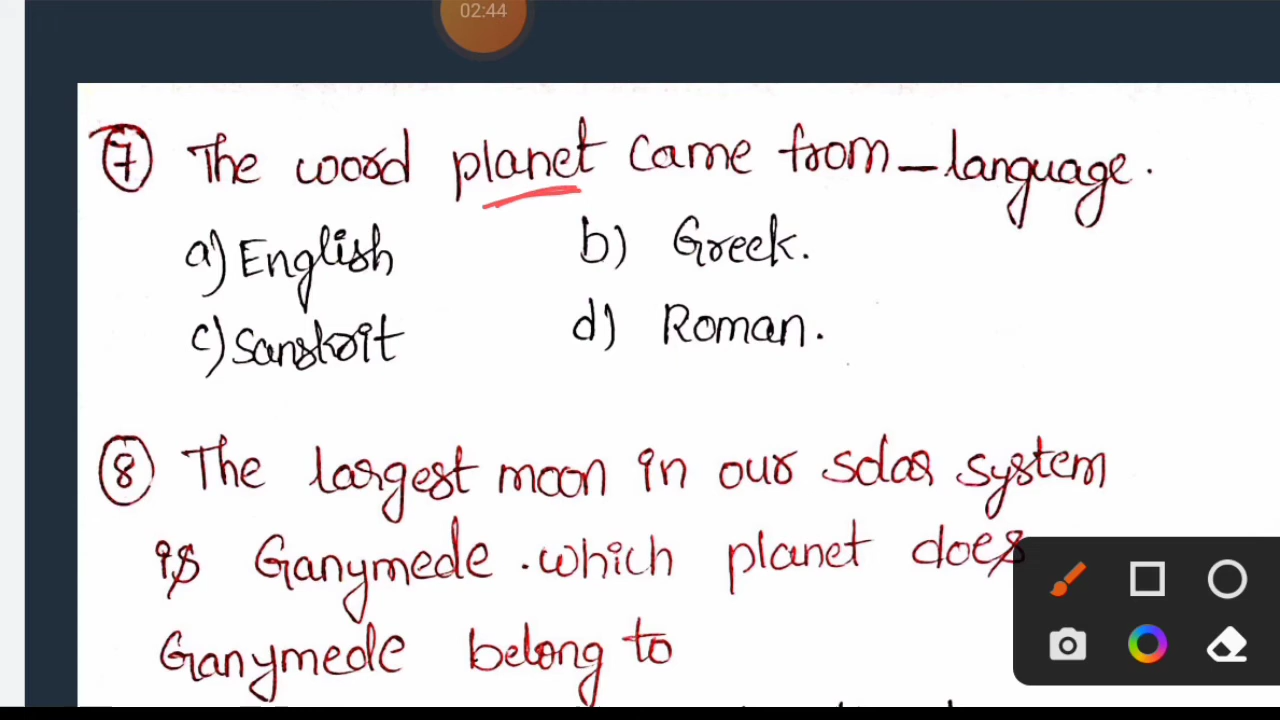 02:44
7 The word planet came from _ language.
a) English b) Greek.
c) Sanskrit d) Roman.
8 The largest moon in our solar system
is Ganymede. which planet does
Ganymede belong to